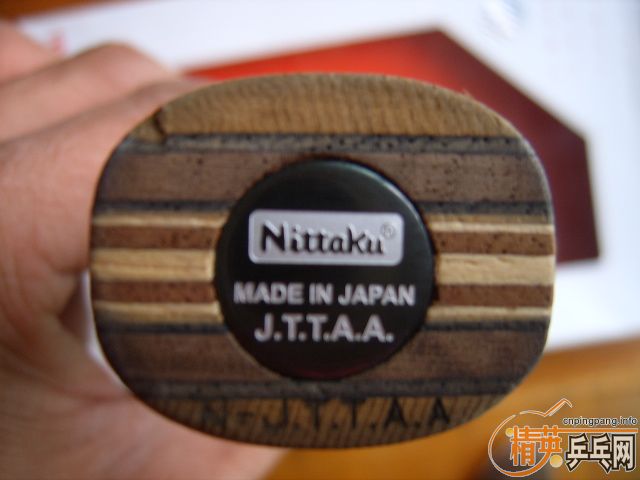 Nittaku®
MADE IN JAPAN
J.T.T.A.A.
N-J.T.T.A.A
cnpingpang.info
精英乒乓网